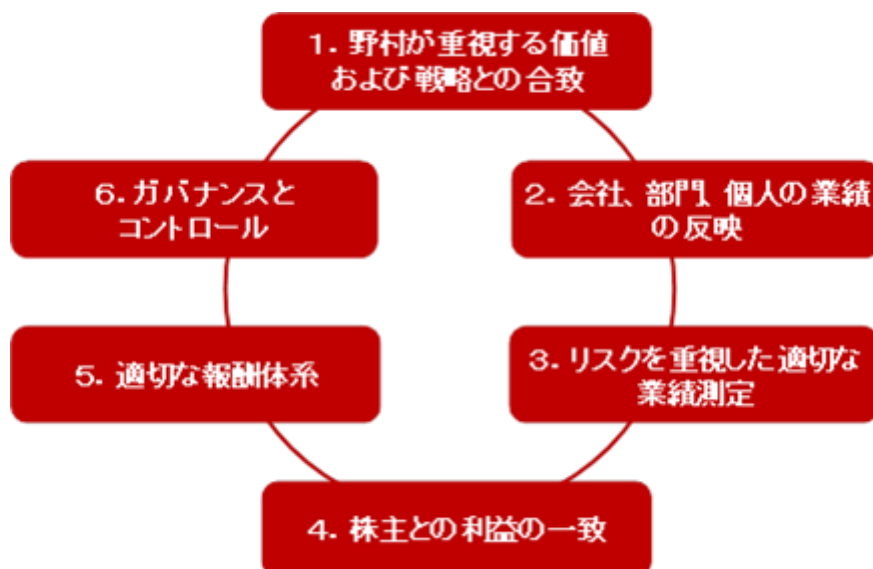 1. 野村が重視する価値
および戦略との合致
2. 会社、部門、個人の業績
の反映
3. リスクを重視した適切な
業績測定
4. 株主との利益の一致
5. 適切な報酬体系
6. ガバナンスと
コントロール